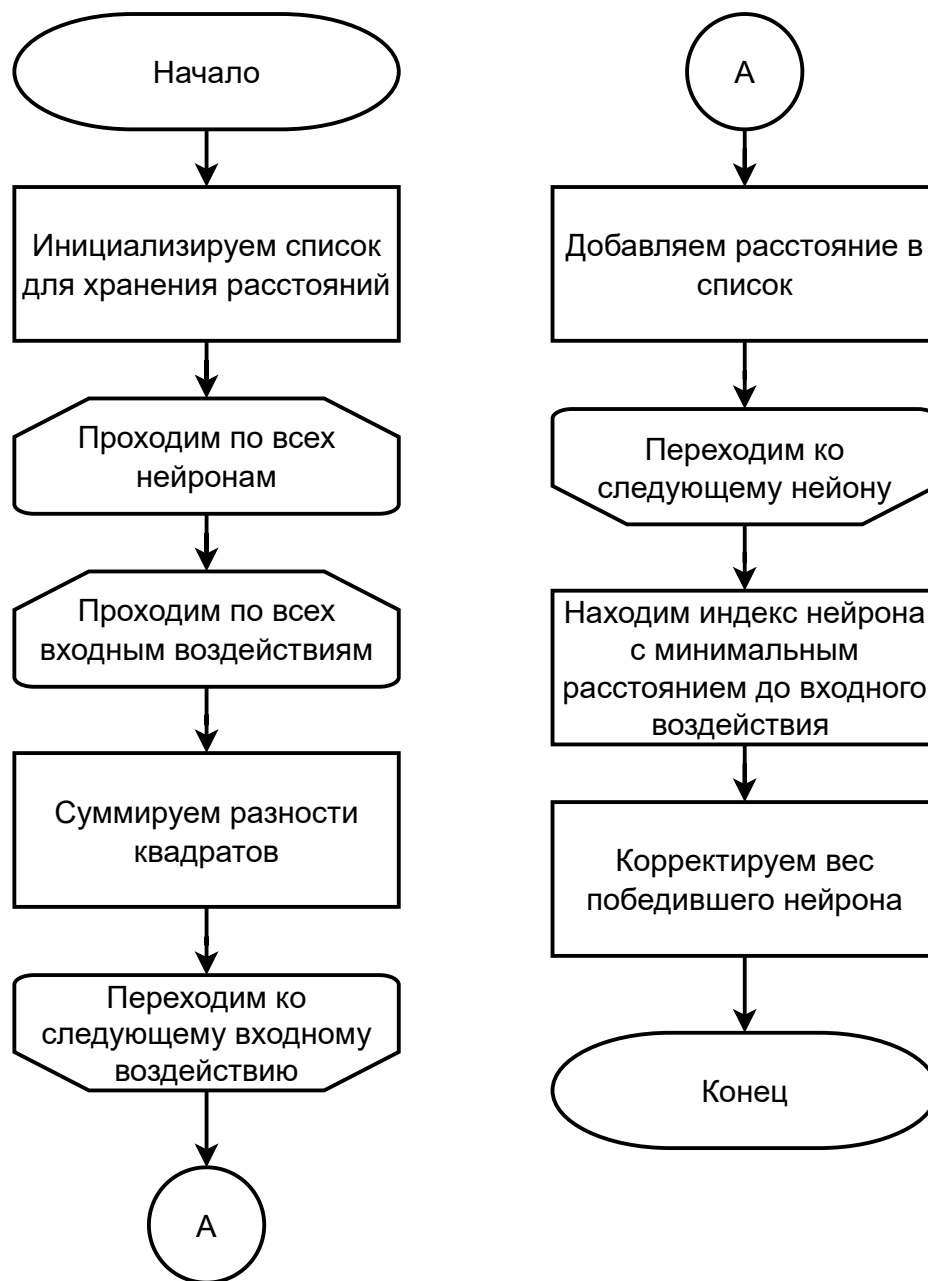 Начало
Инициализируем список
для хранения расстояний
Проходим по всех
нейронам
Проходим по всех
входным воздействиям
Суммируем разности
квадратов
Переходим ко
следующему входному
воздействию
А
А
Добавляем расстояние в
список
Переходим ко
следующему нейону
Находим индекс нейрона
с минимальным
расстоянием до входного
воздействия
Корректируем вес
победившего нейрона
Конец